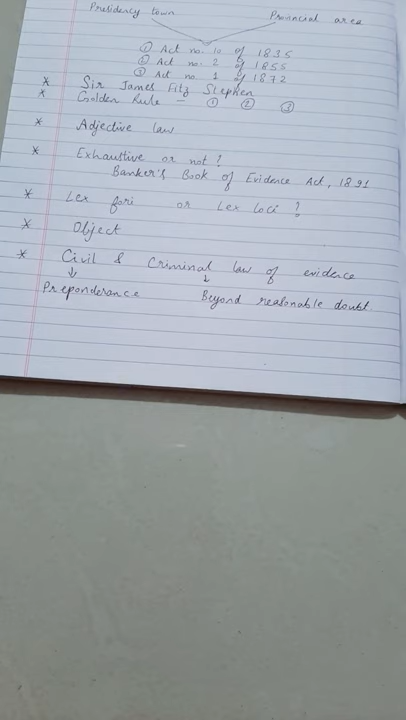 Presidency town Provincial area
① Act no. 10 of 1835
② Act no. 2 of 1855
③ Act no. 1 of 1872
* Sir James Fitz Stephen
* Golden Rule - ① ② ③
* Adjective law
* Exhaustive or not?
Banker's Book of Evidence Act, 1891
* Lex fori or Lex loci?
* Object
* Civil & Criminal law of evidence
↓ ↓
Preponderance Beyond reasonable doubt.